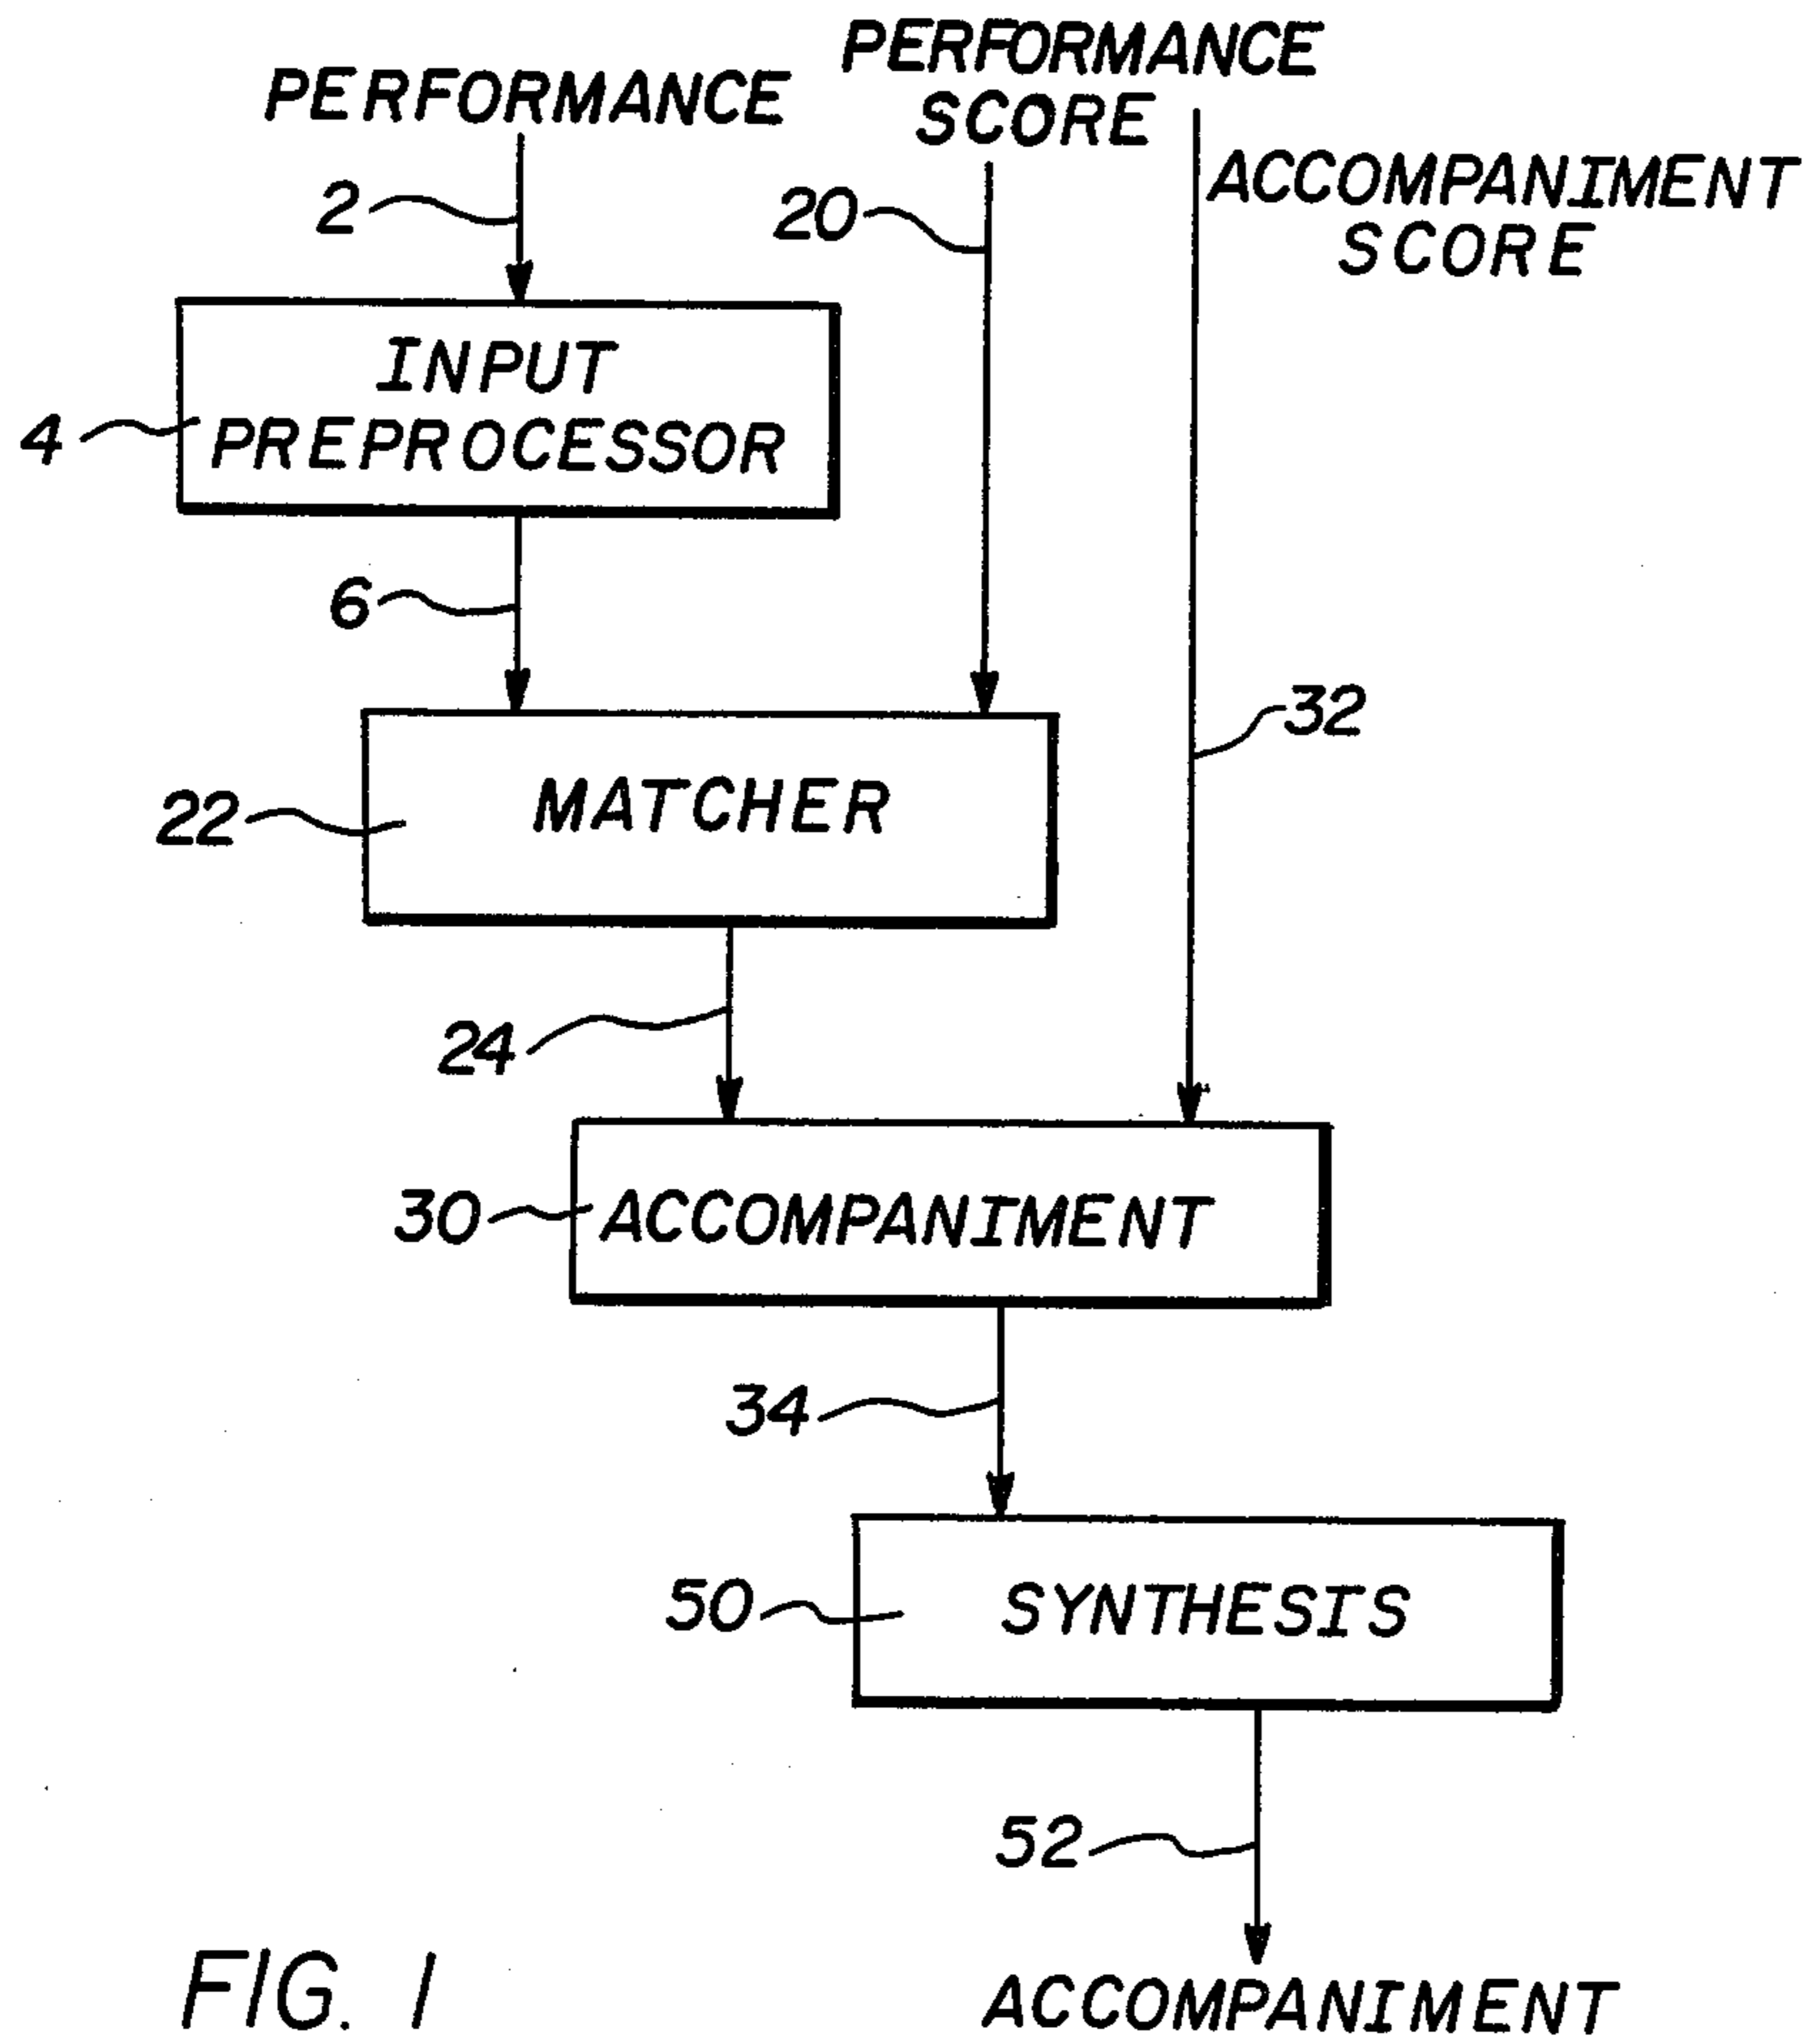 PERFORMANCE
PERFORMANCE
SCORE
ACCOMPANIMENT
SCORE
2
20
INPUT
PREPROCESSOR
4
6
32
MATCHER
22
24
ACCOMPANIMENT
30
34
SYNTHESIS
50
52
ACCOMPANIMENT
FIG. 1